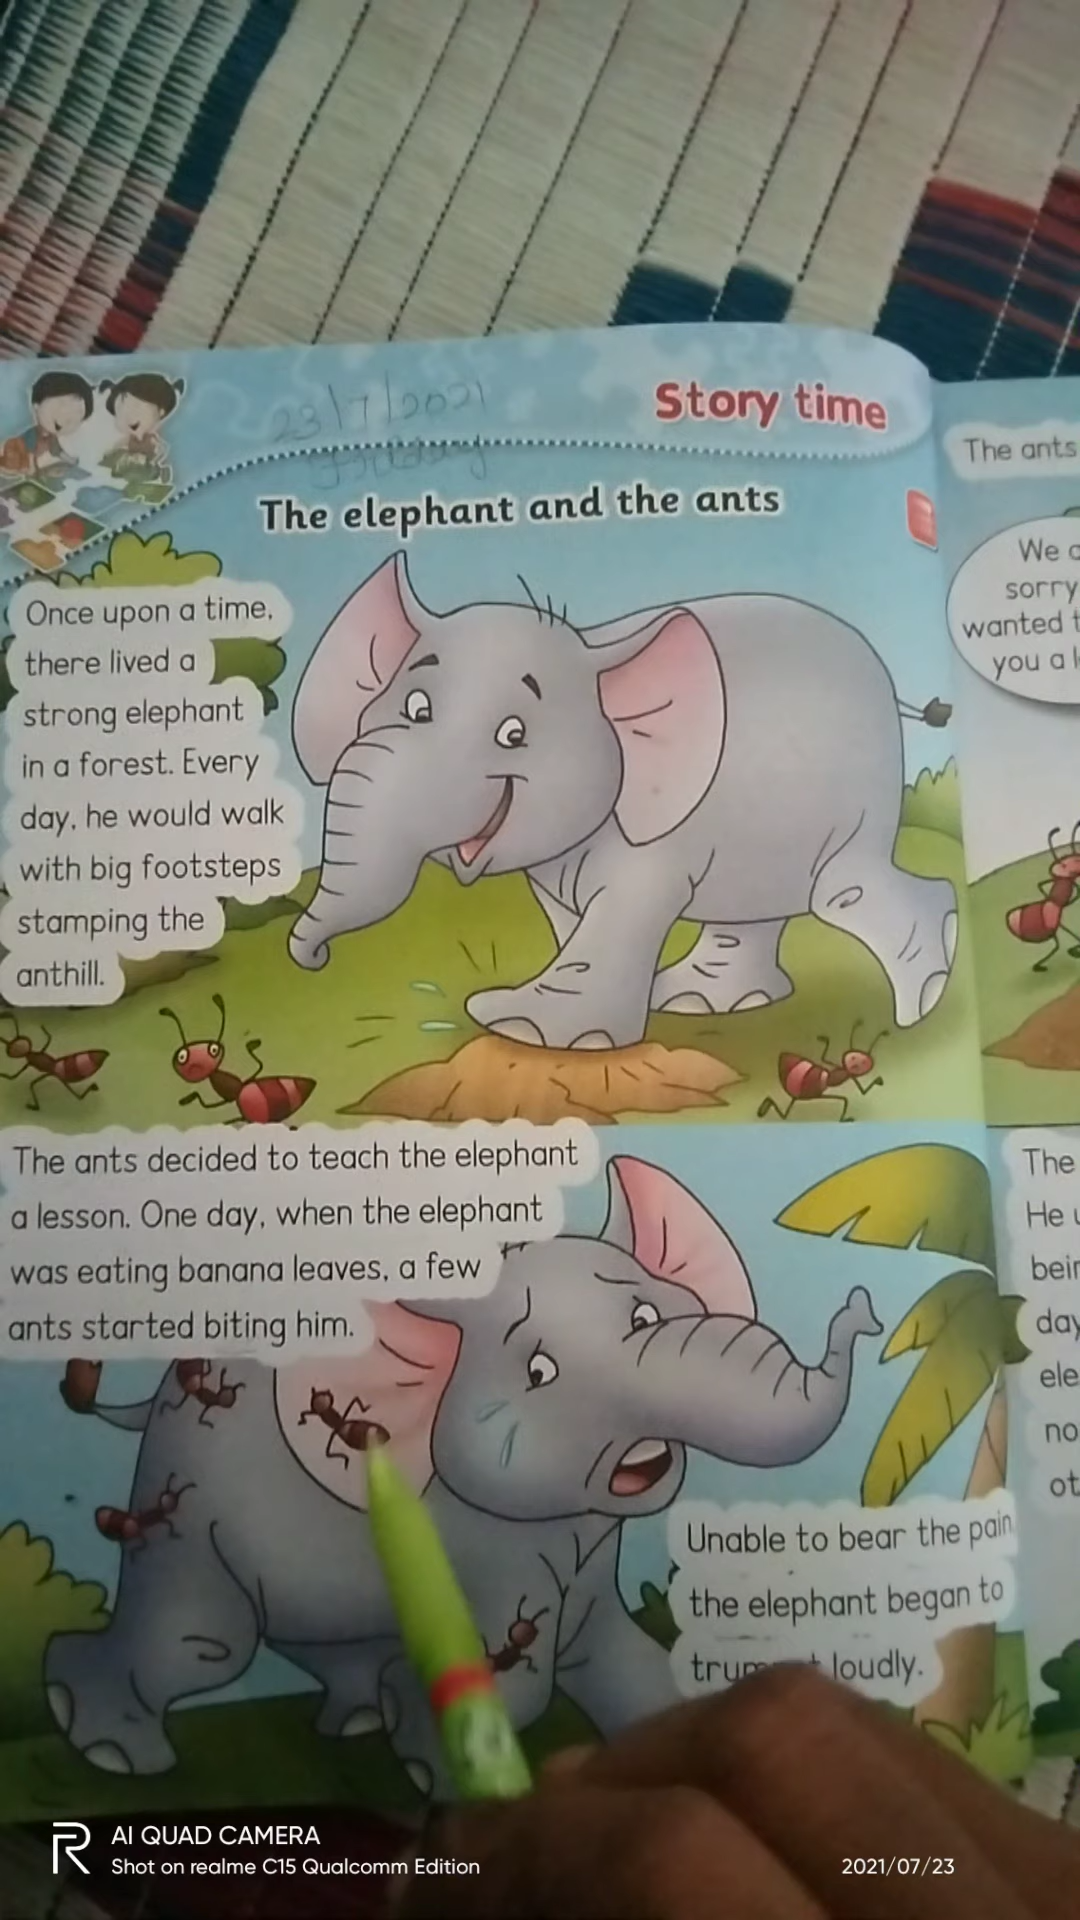 23/7/2021
Story time
The elephant and the ants
Once upon a time,
there lived a
strong elephant
in a forest. Every
day, he would walk
with big footsteps
stamping the
anthill.
The ants decided to teach the elephant
a lesson. One day, when the elephant
was eating banana leaves, a few
ants started biting him.
Unable to bear the pain
the elephant began to
loudly.
The ants
We
sorry
wanted
you a
The
He
day
AI QUAD CAMERA
Shot on realme C15 Qualcomm Edition
2021/07/23